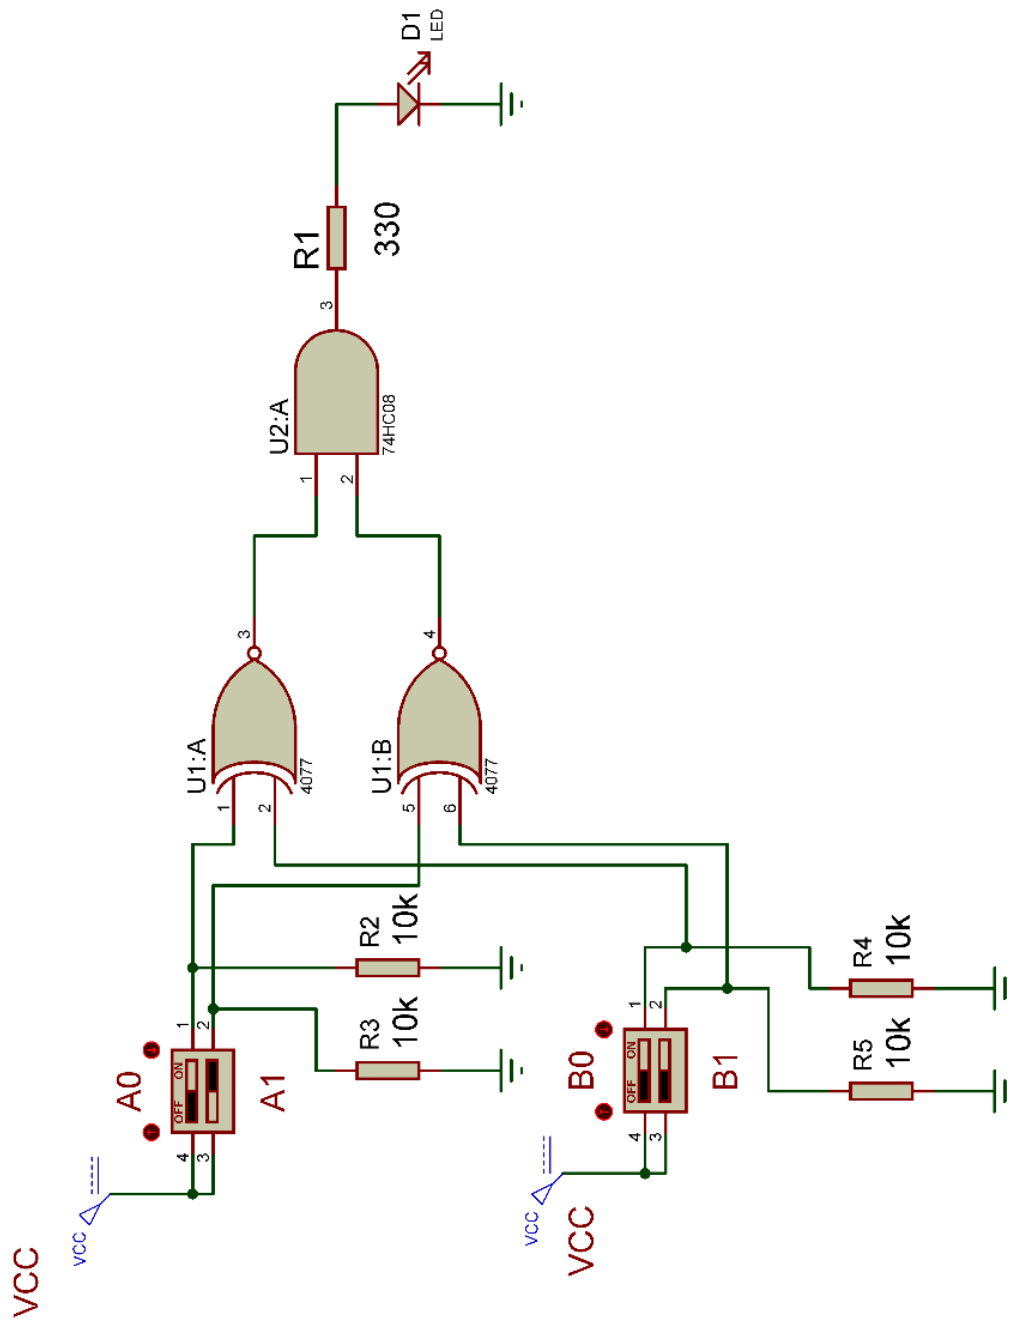 VCC
VCC
A0
OFF
ON
4
3
1
2
A1
R2
10k
R3
10k
VCC
VCC
B0
OFF
ON
4
3
1
2
B1
R4
10k
R5
10k
U1:A
1
2
3
4077
U1:B
5
6
4
4077
U2:A
1
2
3
74HC08
R1
330
D1
LED